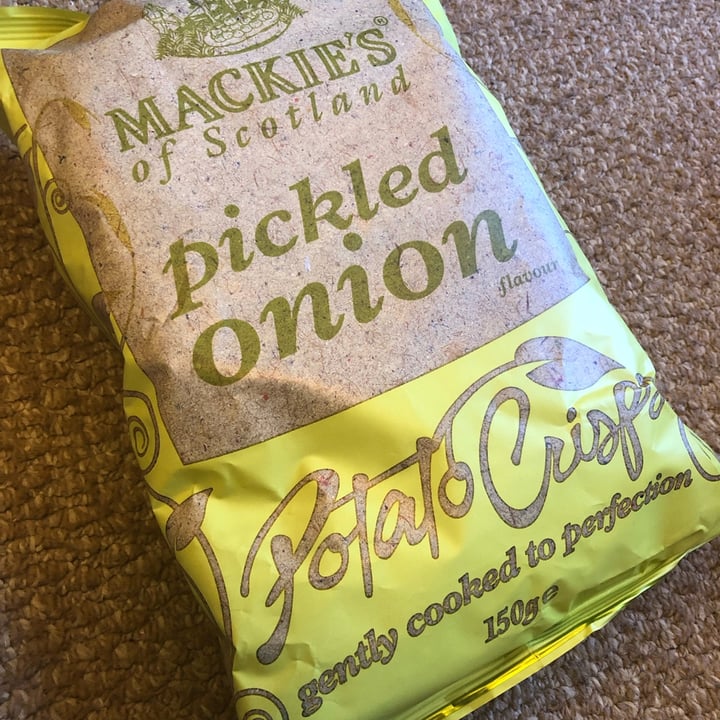 MACKIE'S®
of Scotland
pickled
onion
flavour
Potato Crisps
gently cooked to perfection
150g e